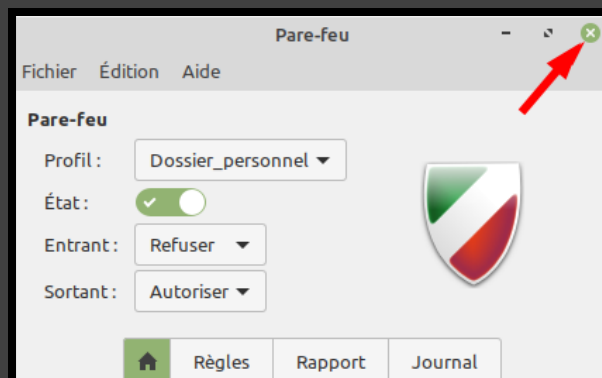 Pare-feu
Fichier Édition Aide
Pare-feu
Profil : Dossier_personnel
État :
Entrant : Refuser
Sortant : Autoriser
Règles Rapport Journal